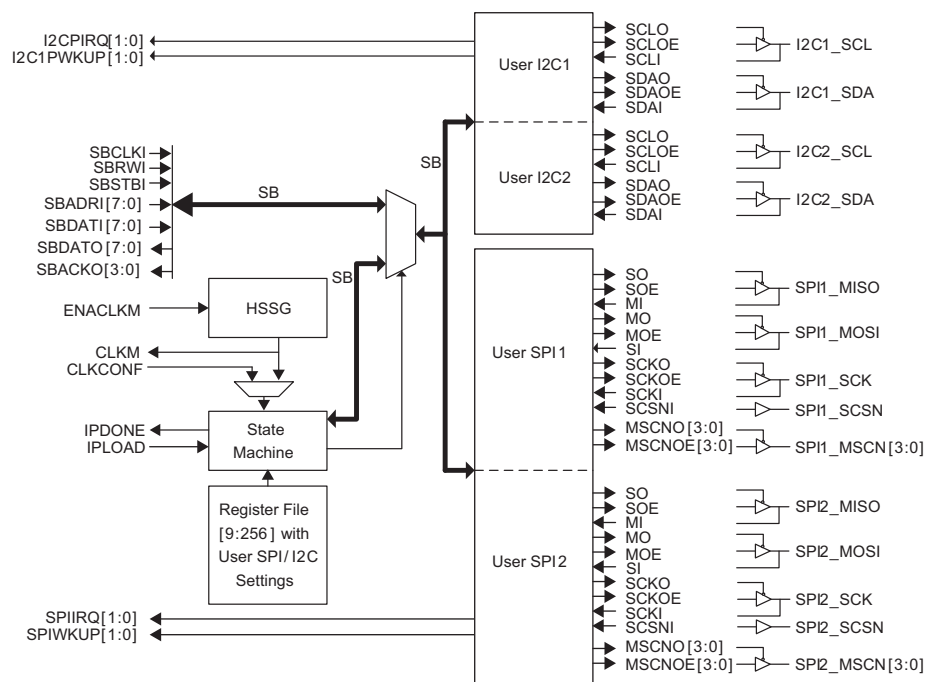 I2CPIRQ[1:0]
I2C1PWKUP[1:0]
SBCLKI
SBRWI
SBSTBI
SBADRI[7:0]
SBDATI[7:0]
SBDATO[7:0]
SBACKO[3:0]
SB
SB
SB
ENACLKM
HSSG
CLKM
CLKCONF
IPDONE
IPLOAD
State
Machine
Register File
[9:256] with
User SPI/I2C
Settings
SPIIRQ[1:0]
SPIWKUP[1:0]
User I2C1
SCLO
SCLOE
SCLI
SDAO
SDAOE
SDAI
I2C1_SCL
I2C1_SDA
User I2C2
SCLO
SCLOE
SCLI
SDAO
SDAOE
SDAI
I2C2_SCL
I2C2_SDA
User SPI1
SO
SOE
MI
MO
MOE
SI
SCKO
SCKOE
SCKI
SCSNI
MSCNO[3:0]
MSCNOE[3:0]
SPI1_MISO
SPI1_MOSI
SPI1_SCK
SPI1_SCSN
SPI1_MSCN[3:0]
User SPI2
SO
SOE
MI
MO
MOE
SI
SCKO
SCKOE
SCKI
SCSNI
MSCNO[3:0]
MSCNOE[3:0]
SPI2_MISO
SPI2_MOSI
SPI2_SCK
SPI2_SCSN
SPI2_MSCN[3:0]